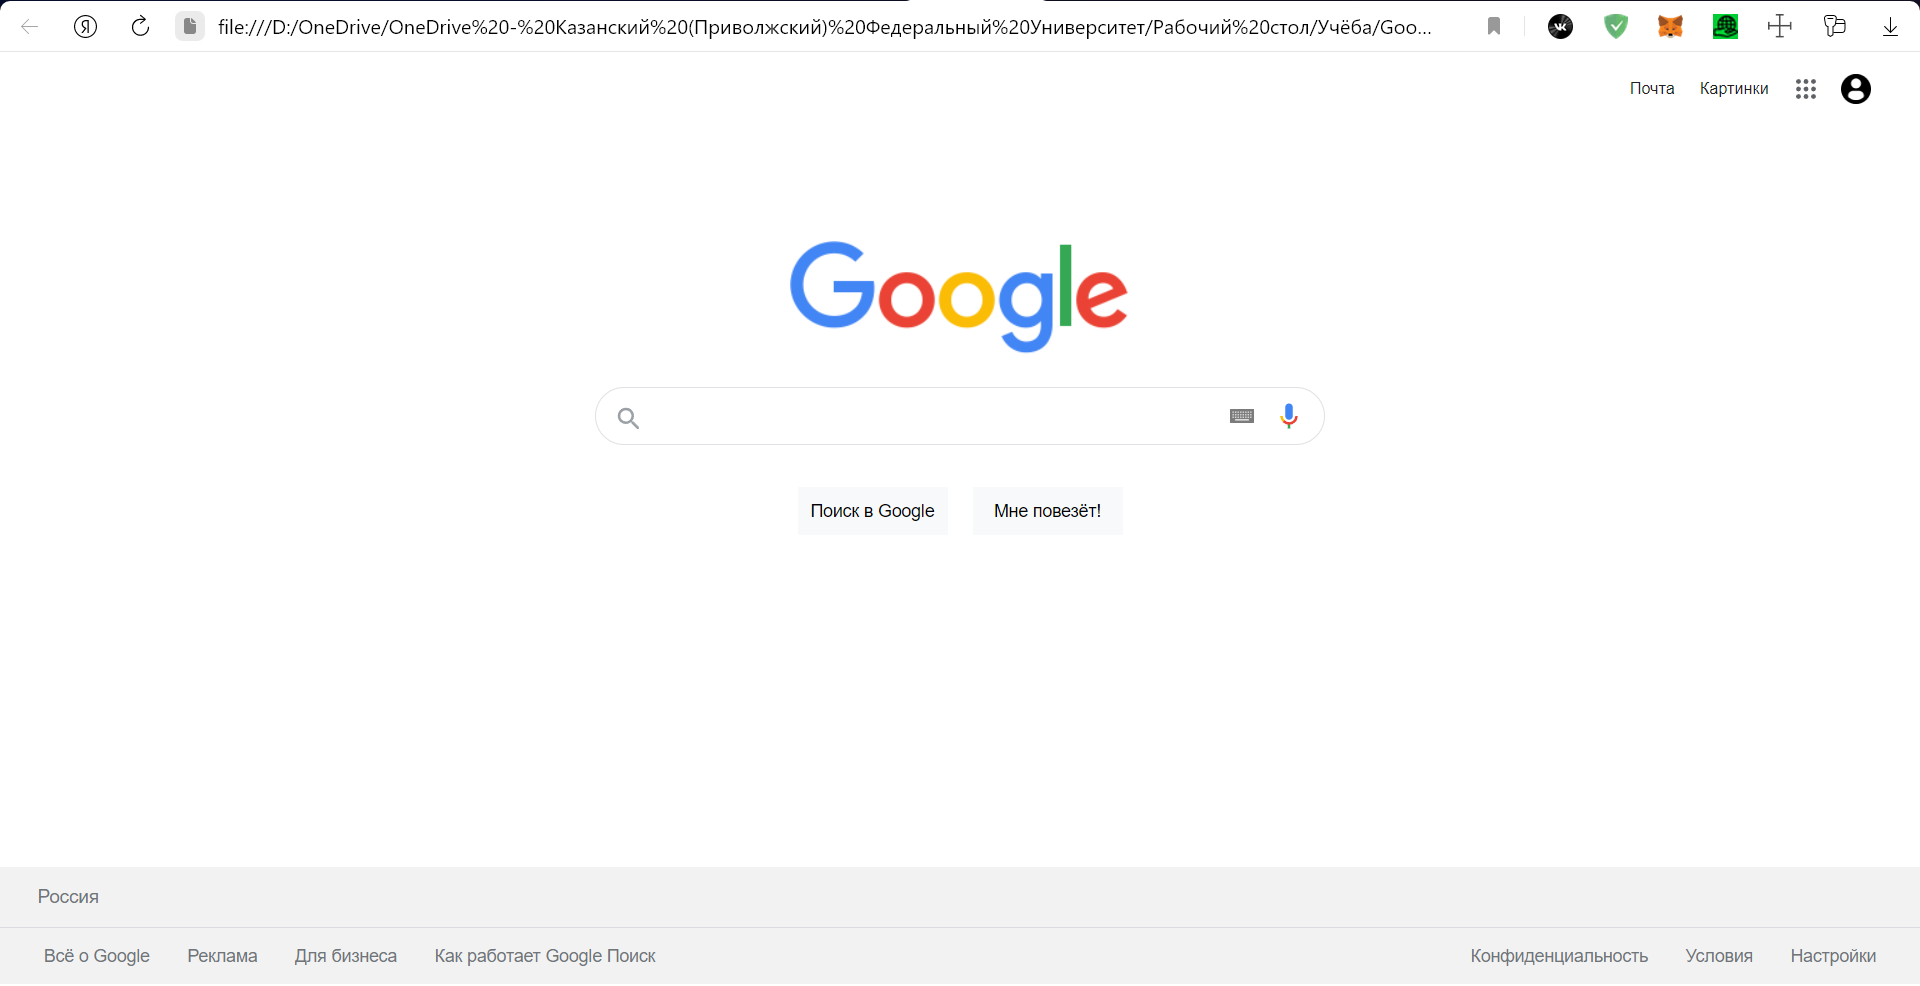 file:///D:/OneDrive/OneDrive%20-%20Казанский%20(Приволжский)%20Федеральный%20Университет/Рабочий%20стол/Учёба/Goo...
Почта Картинки
Google
Поиск в Google Мне повезёт!
Россия
Всё о Google Реклама Для бизнеса Как работает Google Поиск Конфиденциальность Условия Настройки